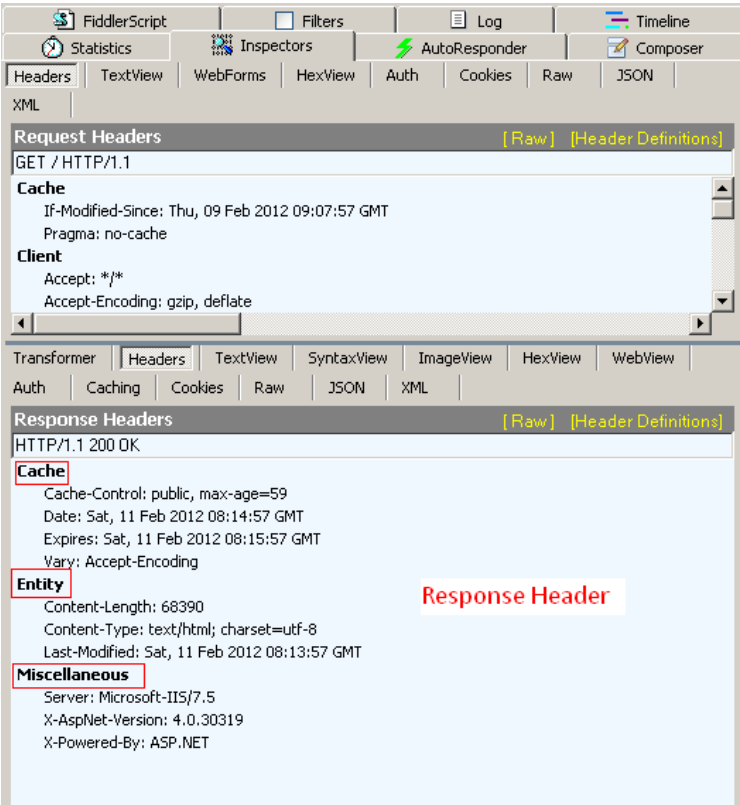 FiddlerScript Filters Log Timeline
Statistics Inspectors AutoResponder Composer
Headers TextView WebForms HexView Auth Cookies Raw JSON
XML
Request Headers [Raw] [Header Definitions]
GET / HTTP/1.1
Cache
If-Modified-Since: Thu, 09 Feb 2012 09:07:57 GMT
Pragma: no-cache
Client
Accept: */*
Accept-Encoding: gzip, deflate
Transformer Headers TextView SyntaxView ImageView HexView WebView
Auth Caching Cookies Raw JSON XML
Response Headers [Raw] [Header Definitions]
HTTP/1.1 200 OK
Cache
Cache-Control: public, max-age=59
Date: Sat, 11 Feb 2012 08:14:57 GMT
Expires: Sat, 11 Feb 2012 08:15:57 GMT
Vary: Accept-Encoding
Entity
Response Header
Content-Length: 68390
Content-Type: text/html; charset=utf-8
Last-Modified: Sat, 11 Feb 2012 08:13:57 GMT
Miscellaneous
Server: Microsoft-IIS/7.5
X-AspNet-Version: 4.0.30319
X-Powered-By: ASP.NET